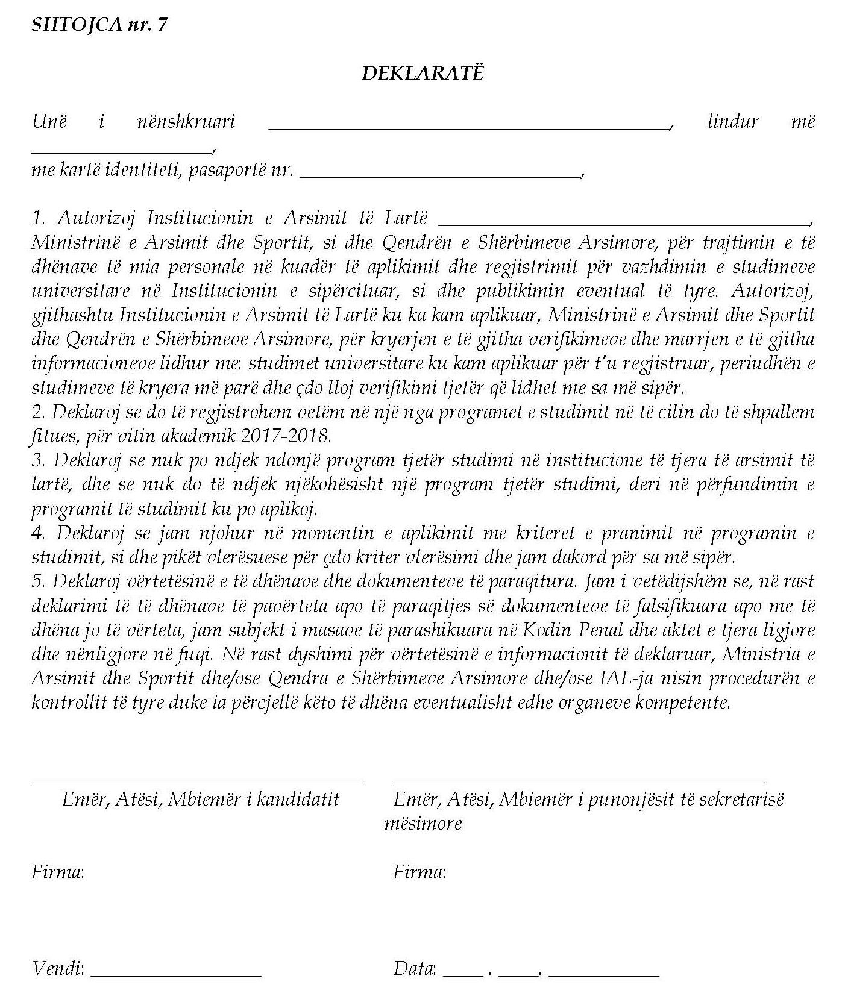 SHTOJCA nr. 7
DEKLARATË
Unë i nënshkruari ____________________________________, lindur më
__________________,
me kartë identiteti, pasaportë nr. ____________________________,
1. Autorizoj Institucionin e Arsimit të Lartë _____________________________________,
Ministrinë e Arsimit dhe Sportit, si dhe Qendrën e Shërbimeve Arsimore, për trajtimin e të
dhënave të mia personale në kuadër të aplikimit dhe regjistrimit për vazhdimin e studimeve
universitare në Institucionin e sipërcituar, si dhe publikimin eventual të tyre. Autorizoj,
gjithashtu Institucionin e Arsimit të Lartë ku ka kam aplikuar, Ministrinë e Arsimit dhe Sportit
dhe Qendrën e Shërbimeve Arsimore, për kryerjen e të gjitha verifikimeve dhe marrjen e të gjitha
informacioneve lidhur me: studimet universitare ku kam aplikuar për t’u regjistruar, periudhën e
studimeve të kryera më parë dhe çdo lloj verifikimi tjetër që lidhet me sa më sipër.
2. Deklaroj se do të regjistrohem vetëm në një nga programet e studimit në të cilin do të shpallem
fitues, për vitin akademik 2017-2018.
3. Deklaroj se nuk po ndjek ndonjë program tjetër studimi në institucione të tjera të arsimit të
lartë, dhe se nuk do të ndjek njëkohësisht një program tjetër studimi, deri në përfundimin e
programit të studimit ku po aplikoj.
4. Deklaroj se jam njohur në momentin e aplikimit me kriteret e pranimit në programin e
studimit, si dhe pikët vlerësuese për çdo kriter vlerësimi dhe jam dakord për sa më sipër.
5. Deklaroj vërtetësinë e të dhënave dhe dokumenteve të paraqitura. Jam i vetëdijshëm se, në rast
deklarimi të të dhënave të pavërteta apo të paraqitjes së dokumenteve të falsifikuara apo me të
dhëna jo të vërteta, jam subjekt i masave të parashikuara në Kodin Penal dhe aktet e tjera ligjore
dhe nënligjore në fuqi. Në rast dyshimi për vërtetësinë e informacionit të deklaruar, Ministria e
Arsimit dhe Sportit dhe/ose Qendra e Shërbimeve Arsimore dhe/ose IAL-ja nisin procedurën e
kontrollit të tyre duke ia përcjellë këto të dhëna eventualisht edhe organeve kompetente.
_________________________________ _____________________________________
Emër, Atësi, Mbiemër i kandidatit Emër, Atësi, Mbiemër i punonjësit të sekretarisë
mësimore
Firma: Firma:
Vendi: _________________ Data: ____ . ____. ___________